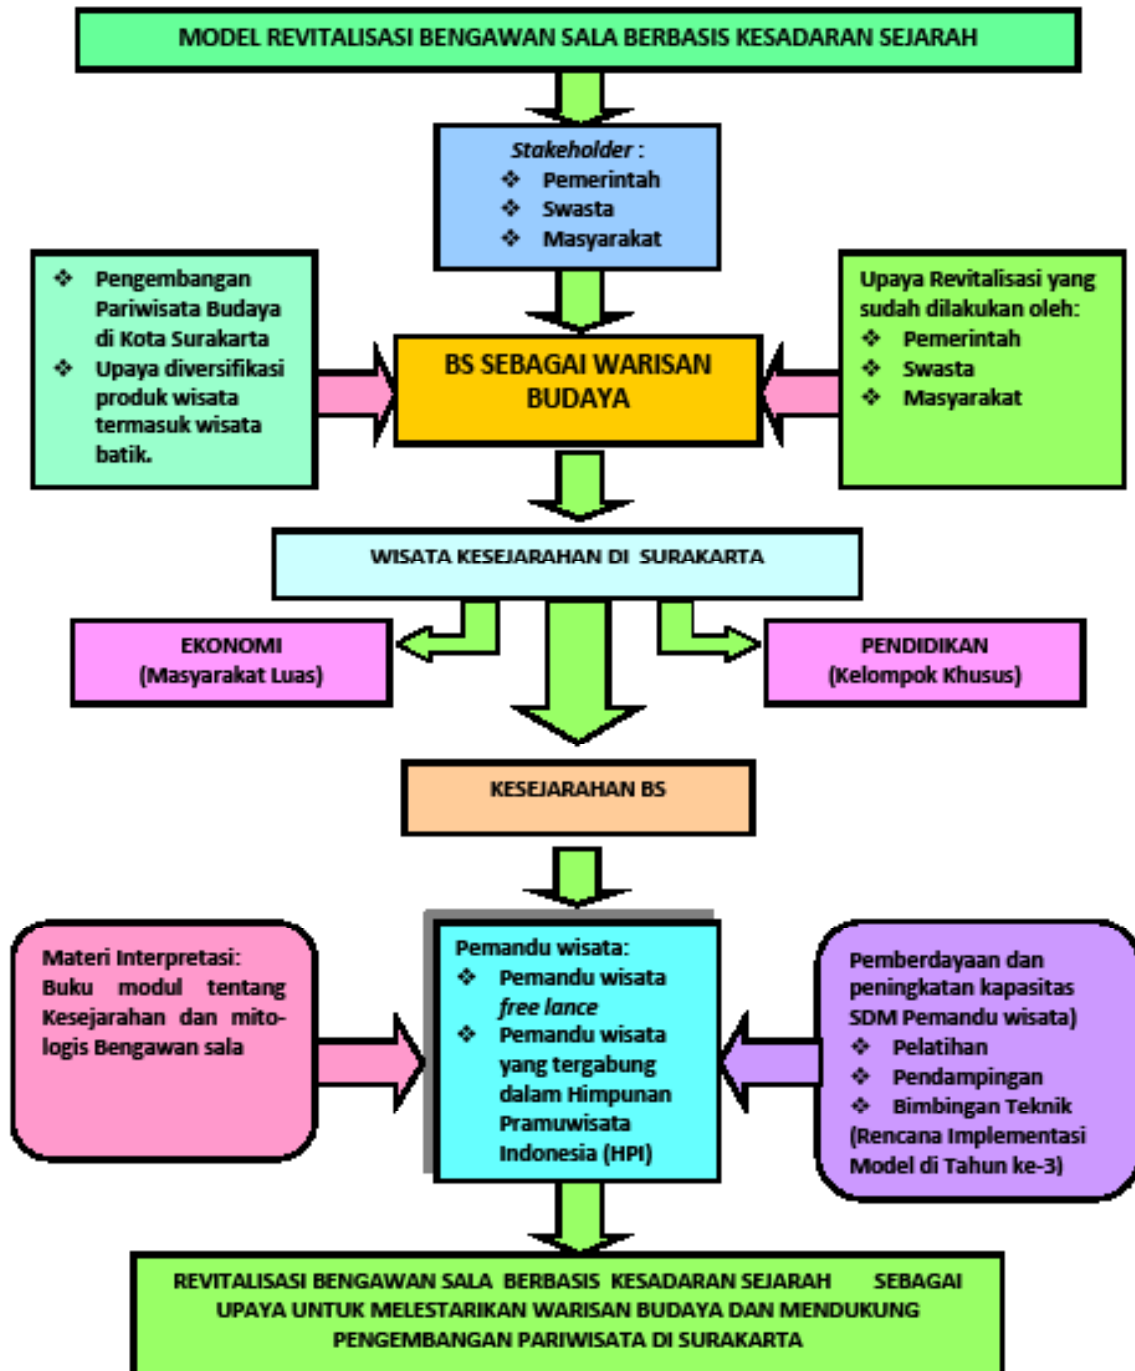 MODEL REVITALISASI BENGAWAN SALA BERBASIS KESADARAN SEJARAH
Stakeholder :
❖ Pemerintah
❖ Swasta
❖ Masyarakat
❖ Pengembangan
Pariwisata Budaya
di Kota Surakarta
❖ Upaya diversifikasi
produk wisata
termasuk wisata
batik.
BS SEBAGAI WARISAN
BUDAYA
Upaya Revitalisasi yang
sudah dilakukan oleh:
❖ Pemerintah
❖ Swasta
❖ Masyarakat
WISATA KESEJARAHAN DI SURAKARTA
EKONOMI
(Masyarakat Luas)
PENDIDIKAN
(Kelompok Khusus)
KESEJARAHAN BS
Materi Interpretasi:
Buku modul tentang
Kesejarahan dan mito-
logis Bengawan sala
Pemandu wisata:
❖ Pemandu wisata
free lance
❖ Pemandu wisata
yang tergabung
dalam Himpunan
Pramuwisata
Indonesia (HPI)
Pemberdayaan dan
peningkatan kapasitas
SDM Pemandu wisata)
❖ Pelatihan
❖ Pendampingan
❖ Bimbingan Teknik
(Rencana Implementasi
Model di Tahun ke-3)
REVITALISASI BENGAWAN SALA BERBASIS KESADARAN SEJARAH SEBAGAI
UPAYA UNTUK MELESTARIKAN WARISAN BUDAYA DAN MENDUKUNG
PENGEMBANGAN PARIWISATA DI SURAKARTA